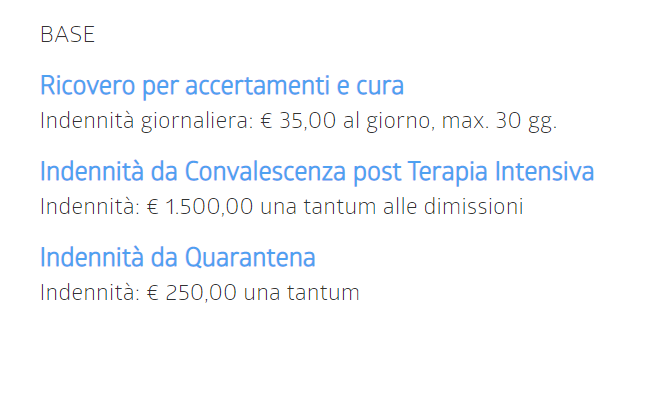 BASE
Ricovero per accertamenti e cura
Indennità giornaliera: € 35,00 al giorno, max. 30 gg.
Indennità da Convalescenza post Terapia Intensiva
Indennità: € 1.500,00 una tantum alle dimissioni
Indennità da Quarantena
Indennità: € 250,00 una tantum